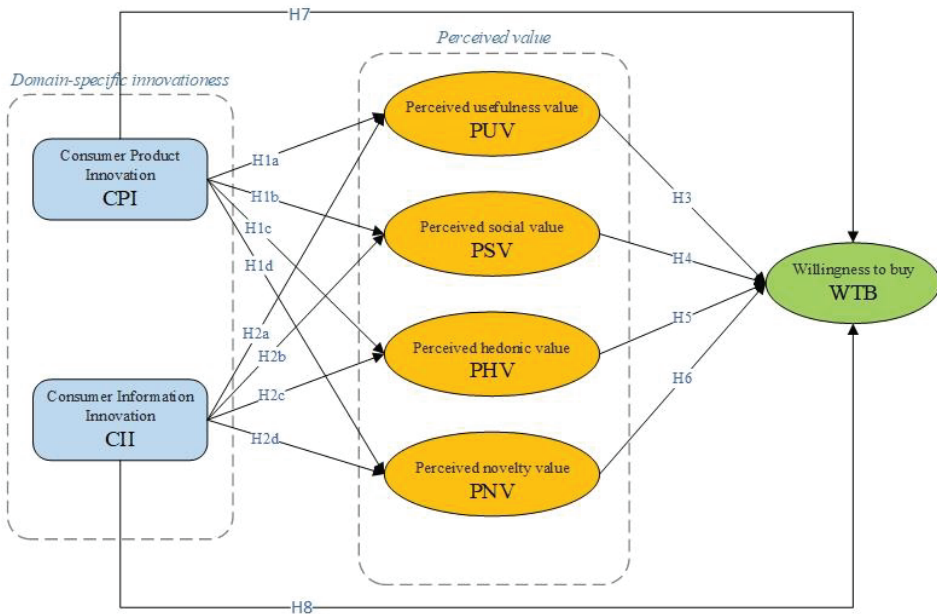 H7
Perceived value
Domain-specific innovationess
Perceived usefulness value
PUV
Consumer Product
Innovation
CPI
H1a
H1b
H1c
H1d
H3
Perceived social value
PSV
H4
Willingness to buy
WTB
H2a
H2b
H2c
H2d
Perceived hedonic value
PHV
H5
H6
Consumer Information
Innovation
CII
Perceived novelty value
PNV
H8